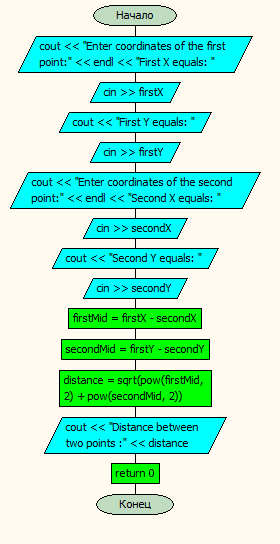 Начало
cout << "Enter coordinates of the first
point:" << endl << "First X equals: "
cin >> firstX
cout << "First Y equals: "
cin >> firstY
cout << "Enter coordinates of the second
point:" << endl << "Second X equals: "
cin >> secondX
cout << "Second Y equals: "
cin >> secondY
firstMid = firstX - secondX
secondMid = firstY - secondY
distance = sqrt(pow(firstMid,
2) + pow(secondMid, 2))
cout << "Distance between
two points :" << distance
return 0
Конец